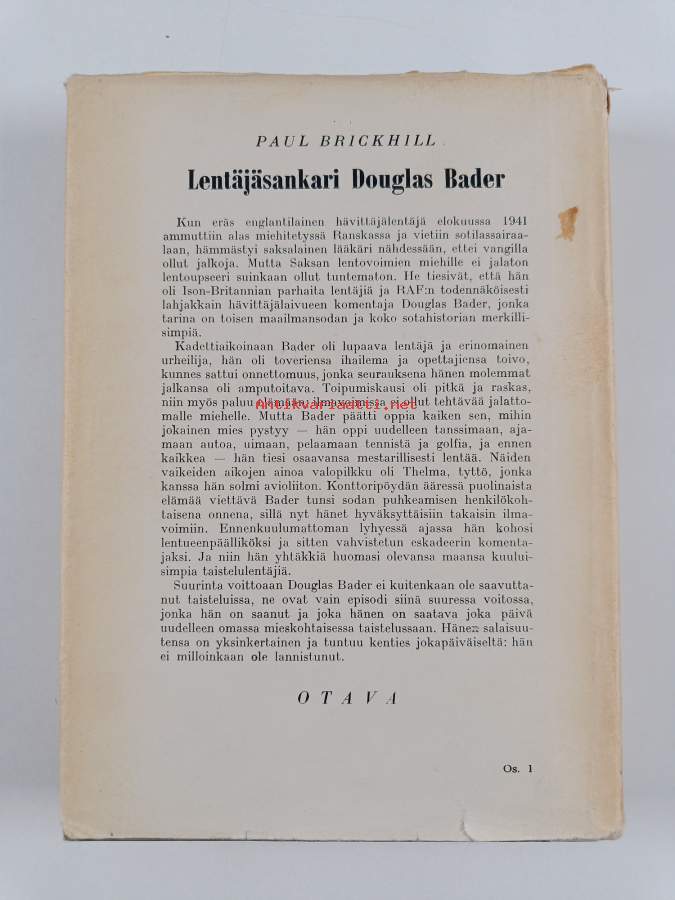 PAUL BRICKHILL
Lentäjäsankari Douglas Bader
Kun eräs englantilainen hävittäjälentäjä elokuussa 1941
ammuttiin alas miehitetyssä Ranskassa ja vietiin sotilassairaa-
laan, hämmästyi saksalainen lääkäri nähdessään, ettei vangilla
ollut jalkoja. Mutta Saksan lentovoimien miehille ei jalaton
lentoupseeri suinkaan ollut tuntematon. He tiesivät, että hän
oli Ison-Britannian parhaita lentäjiä ja RAF:n todennäköisesti
lahjakkain hävittäjälaivueen komentaja Douglas Bader, jonka
tarina on toisen maailmansodan ja koko sotahistorian merkilli-
simpiä.
Kadettiaikoinaan Bader oli lupaava lentäjä ja erinomainen
urheilija, hän oli toveriensa ihailema ja opettajiensa toivo,
kunnes sattui onnettomuus, jonka seurauksena hänen molemmat
jalkansa oli amputoitava. Toipumiskausi oli pitkä ja raskas,
niin myös paluu elämään, ilmavoimissa ei ollut tehtävää jalatto-
antikvariaatti.net
malle miehelle. Mutta Bader päätti oppia kaiken sen, mihin
jokainen mies pystyy — hän oppi uudelleen tanssimaan, aja-
maan autoa, uimaan, pelaamaan tennistä ja golfia, ja ennen
kaikkea — hän tiesi osaavansa mestarillisesti lentää. Näiden
vaikeiden aikojen ainoa valopilkku oli Thelma, tyttö, jonka
kanssa hän solmi avioliiton. Konttoripöydän ääressä puolinaista
elämää viettävä Bader tunsi sodan puhkeamisen henkilökoh-
taisena onnena, sillä nyt hänet hyväksyttäisiin takaisin ilma-
voimiin. Ennenkuulumattoman lyhyessä ajassa hän kohosi
lentueenpäälliköksi ja sitten vahvistetun eskadeerin komenta-
jaksi. Ja niin hän yhtäkkiä huomasi olevansa maansa kuului-
simpia taistelulentäjiä.
Suurinta voittoaan Douglas Bader ei kuitenkaan ole saavutta-
nut taisteluissa, ne ovat vain episodi siinä suuressa voitossa,
jonka hän on saanut ja joka hänen on saatava joka päivä
uudelleen omassa mieskohtaisessa taistelussaan. Hänen salaisuu-
tensa on yksinkertainen ja tuntuu kenties jokapäiväiseltä: hän
ei milloinkaan ole lannistunut.
OTAVA
Os. 1